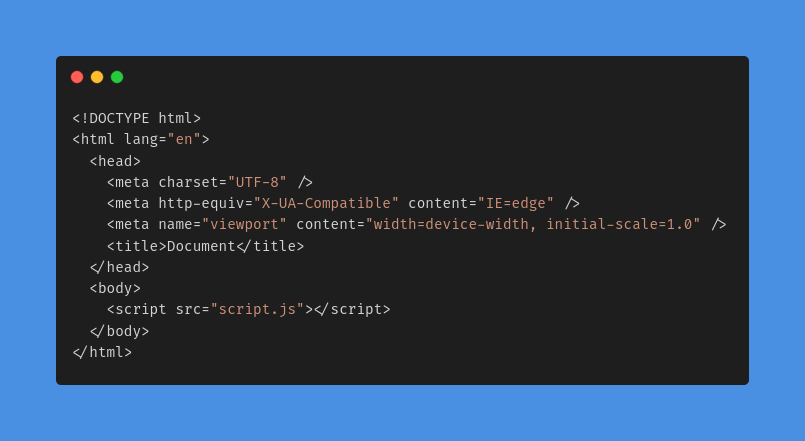 <!DOCTYPE html>
<html lang="en">
<head>
<meta charset="UTF-8" />
<meta http-equiv="X-UA-Compatible" content="IE=edge" />
<meta name="viewport" content="width=device-width, initial-scale=1.0" />
<title>Document</title>
</head>
<body>
<script src="script.js"></script>
</body>
</html>